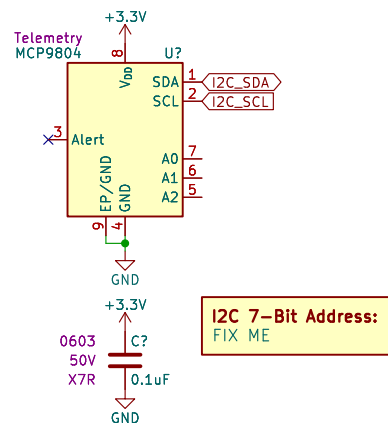 +3.3V
Telemetry
MCP9804
U?
8
VDD
SDA 1 I2C_SDA
SCL 2 I2C_SCL
3 Alert
A0 7
A1 6
A2 5
EP/GND
GND
9 4
GND
+3.3V
0603 C?
50V
X7R 0.1uF
GND
I2C 7-Bit Address:
FIX ME